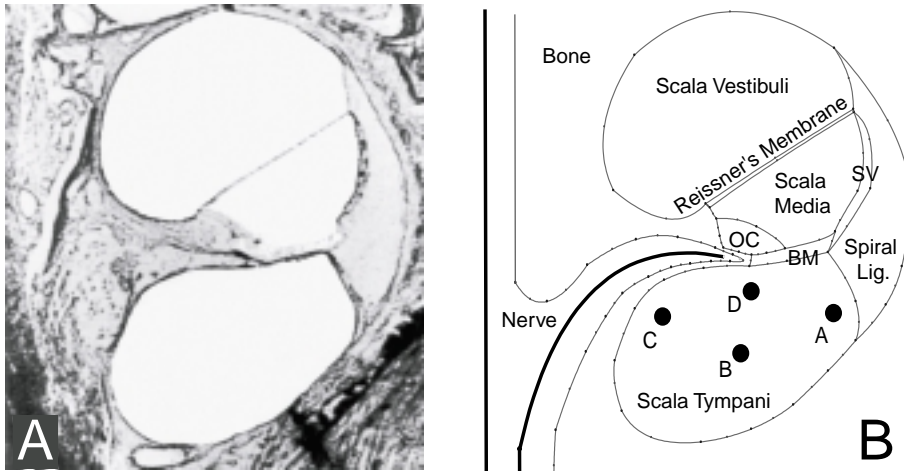 A
Bone
Scala Vestibuli
Reissner's Membrane
SV
Scala
Media
OC
BM
Spiral
Lig.
Nerve
D
C
A
B
Scala Tympani
B